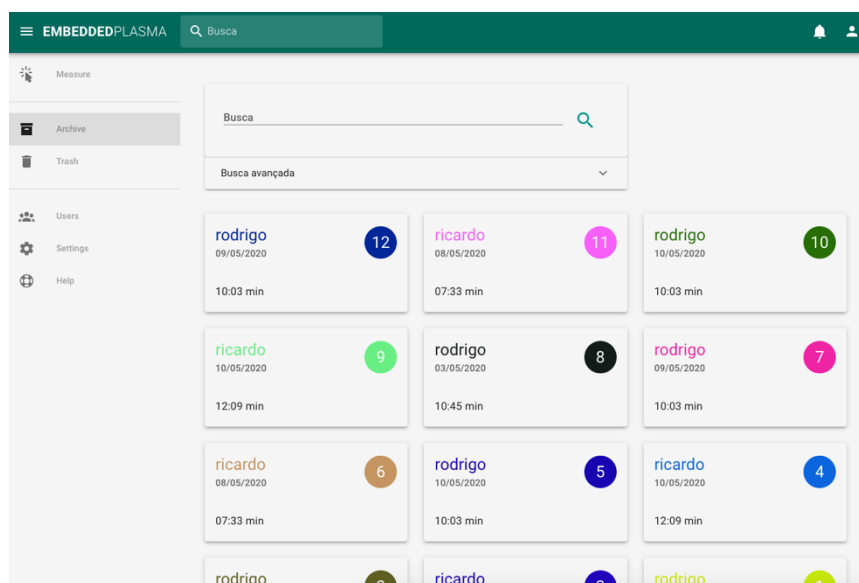 EMBEDDEDPLASMA
Busca
Measure
Archive
Trash
Users
Settings
Help
Busca
Busca avançada
rodrigo
12
09/05/2020
10:03 min
ricardo
11
08/05/2020
07:33 min
rodrigo
10
10/05/2020
10:03 min
ricardo
9
10/05/2020
12:09 min
rodrigo
8
03/05/2020
10:45 min
rodrigo
7
09/05/2020
10:03 min
ricardo
6
08/05/2020
07:33 min
rodrigo
5
10/05/2020
10:03 min
ricardo
4
10/05/2020
12:09 min
rodrigo
ricardo
rodrigo